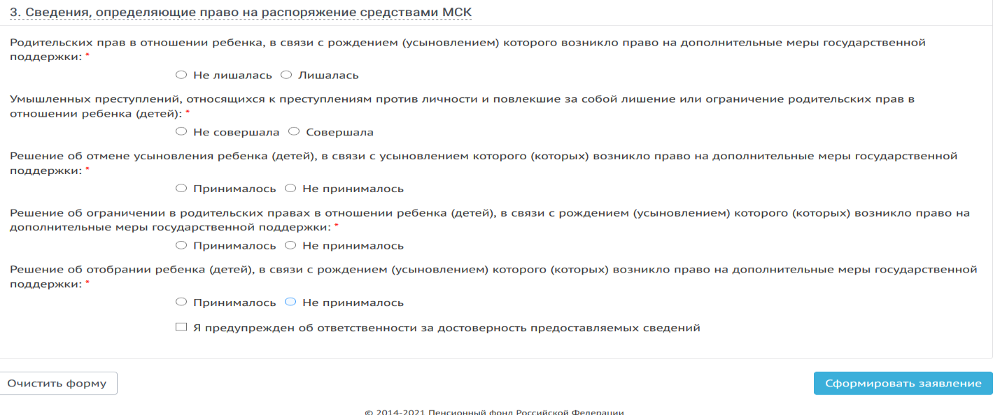 3. Сведения, определяющие право на распоряжение средствами МСК
Родительских прав в отношении ребенка, в связи с рождением (усыновлением) которого возникло право на дополнительные меры государственной
поддержки: *
Не лишалась Лишалась
Умышленных преступлений, относящихся к преступлениям против личности и повлекшие за собой лишение или ограничение родительских прав в
отношении ребенка (детей): *
Не совершала Совершала
Решение об отмене усыновления ребенка (детей), в связи с усыновлением которого (которых) возникло право на дополнительные меры государственной
поддержки: *
Принималось Не принималось
Решение об ограничении в родительских правах в отношении ребенка (детей), в связи с рождением (усыновлением) которого (которых) возникло право на
дополнительные меры государственной поддержки: *
Принималось Не принималось
Решение об отобрании ребенка (детей), в связи с рождением (усыновлением) которого (которых) возникло право на дополнительные меры государственной
поддержки: *
Принималось Не принималось
Я предупрежден об ответственности за достоверность предоставляемых сведений
Очистить форму Сформировать заявление
© 2014-2021 Пенсионный фонд Российской Федерации